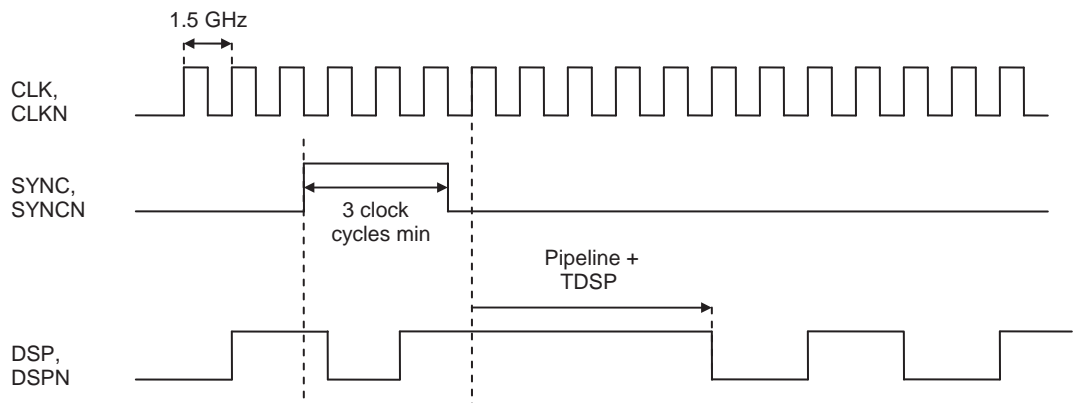 1.5 GHz
CLK,
CLKN
SYNC,
SYNCN
3 clock
cycles min
Pipeline +
TDSP
DSP,
DSPN